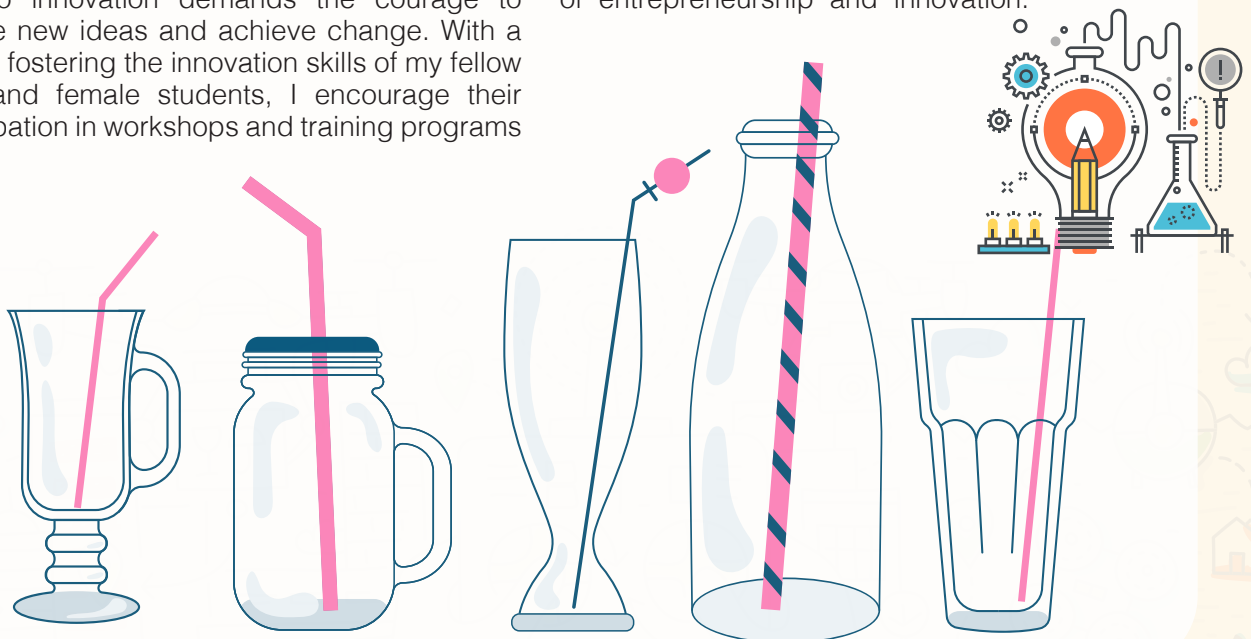 innovation demands the courage to
new ideas and achieve change. With a
fostering the innovation skills of my fellow
and female students, I encourage their
in workshops and training programs
of entrepreneurship and innovation.
!